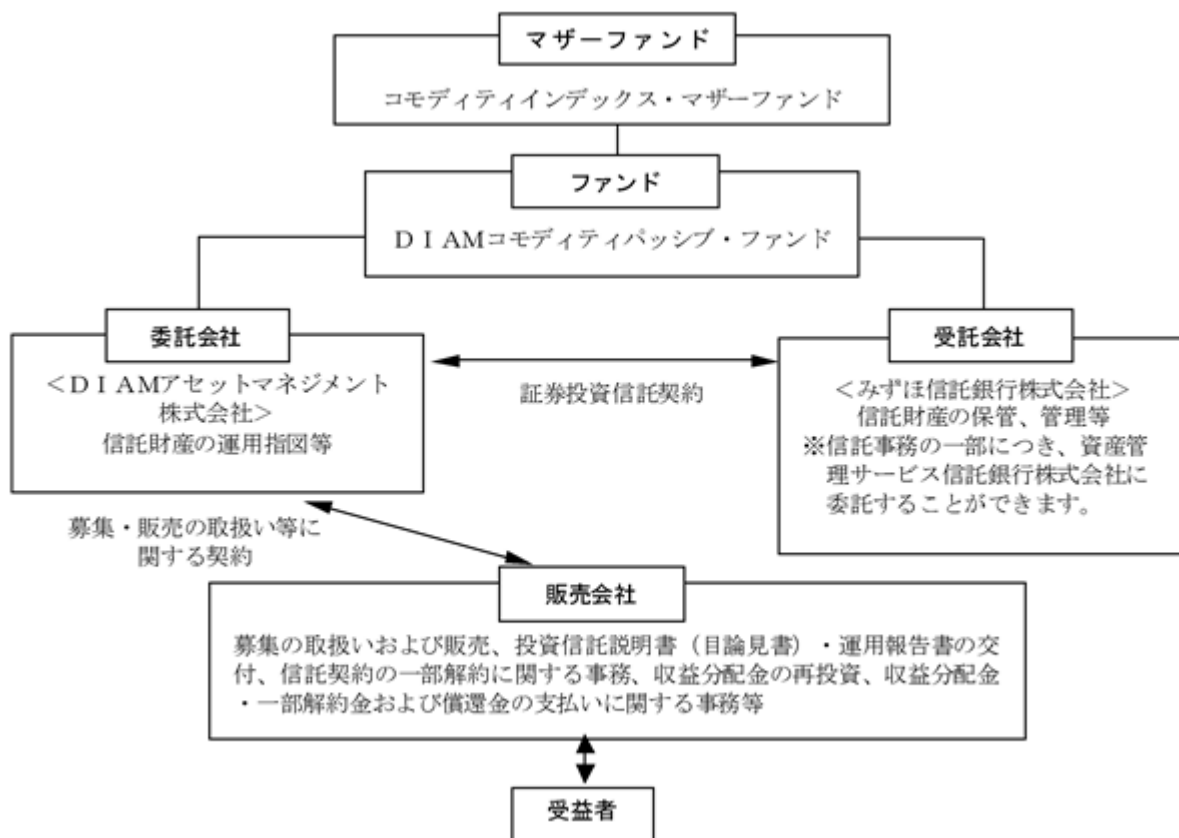 マザーファンド
コモディティインデックス・マザーファンド
ファンド
ＤＩＡＭコモディティパッシブ・ファンド
委託会社
＜ＤＩＡＭアセットマネジメント
株式会社＞
信託財産の運用指図等
証券投資信託契約
受託会社
＜みずほ信託銀行株式会社＞
信託財産の保管、管理等
※信託事務の一部につき、資産管
理サービス信託銀行株式会社に
委託することができます。
募集・販売の取扱い等に
関する契約
販売会社
募集の取扱いおよび販売、投資信託説明書（目論見書）・運用報告書の交
付、信託契約の一部解約に関する事務、収益分配金の再投資、収益分配金
・一部解約金および償還金の支払いに関する事務等
受益者